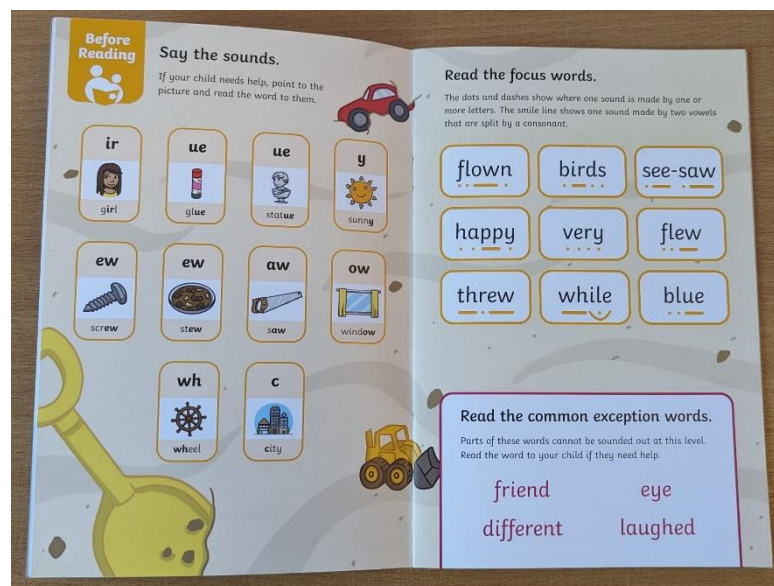 Before
Reading
Say the sounds.
If your child needs help, point to the
picture and read the word to them.
ir
girl
ue
glue
ue
statue
y
sunny
ew
screw
ew
stew
aw
saw
ow
window
wh
wheel
c
city
Read the focus words.
The dots and dashes show where one sound is made by one or
more letters. The smile line shows one sound made by two vowels
that are split by a consonant.
flown birds see-saw
happy very flew
threw while blue
Read the common exception words.
Parts of these words cannot be sounded out at this level.
Read the word to your child if they need help.
friend eye
different laughed